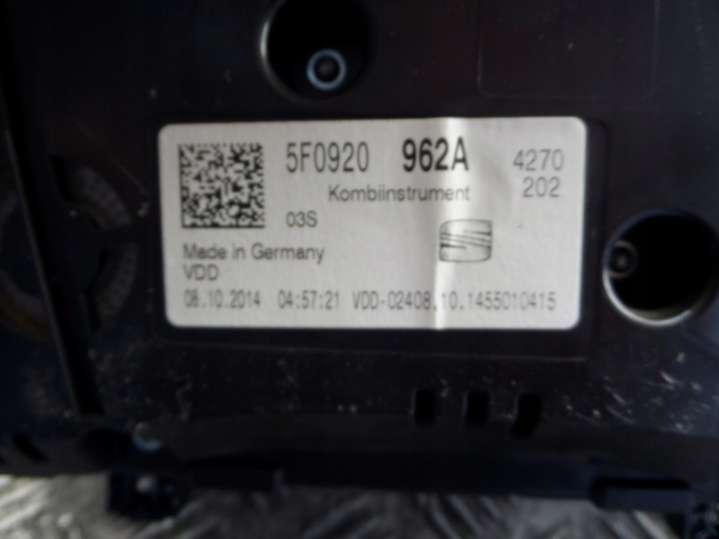 5F0920 962A 4270
Kombiinstrument 202
03S
Made in Germany
VDD
08.10.2014 04:57:21 VDD-02408.10.1455010415